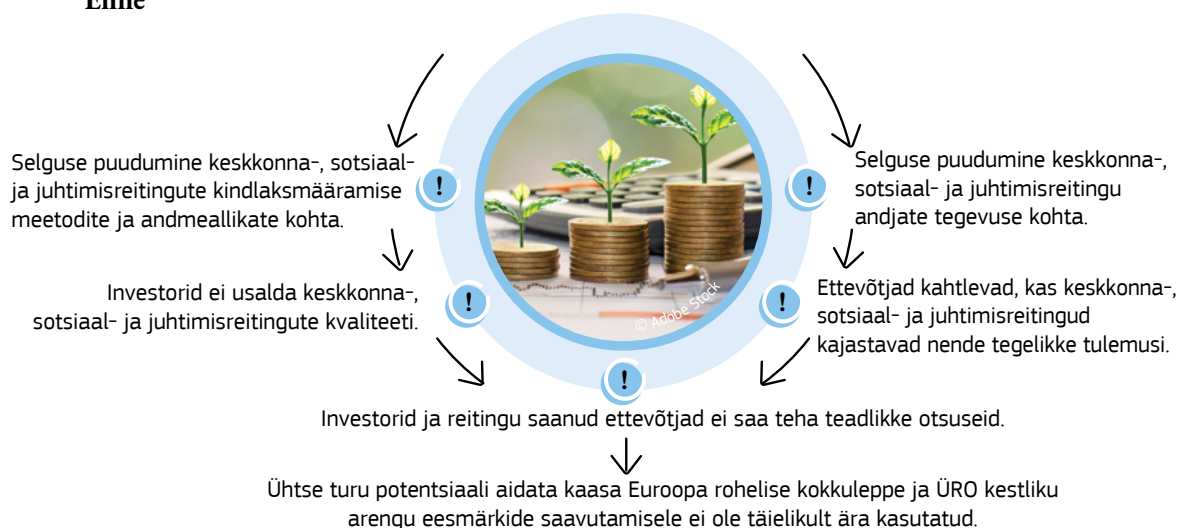 Enne
Selguse puudumine keskkonna-, sotsiaal-
ja juhtimisreitingute kindlaksmääramise
meetodite ja andmeallikate kohta.
!
Investorid ei usalda keskkonna-,
sotsiaal- ja juhtimisreitingute kvaliteeti.
!
Selguse puudumine keskkonna-,
sotsiaal- ja juhtimisreitingu
andjate tegevuse kohta.
!
Ettevõtjad kahtlevad, kas keskkonna-,
sotsiaal- ja juhtimisreitingud
kajastavad nende tegelikke tulemusi.
!
© Adobe Stock
!
Investorid ja reitingu saanud ettevõtjad ei saa teha teadlikke otsuseid.
Ühtse turu potentsiaali aidata kaasa Euroopa rohelise kokkuleppe ja ÜRO kestliku
arengu eesmärkide saavutamisele ei ole täielikult ära kasutatud.